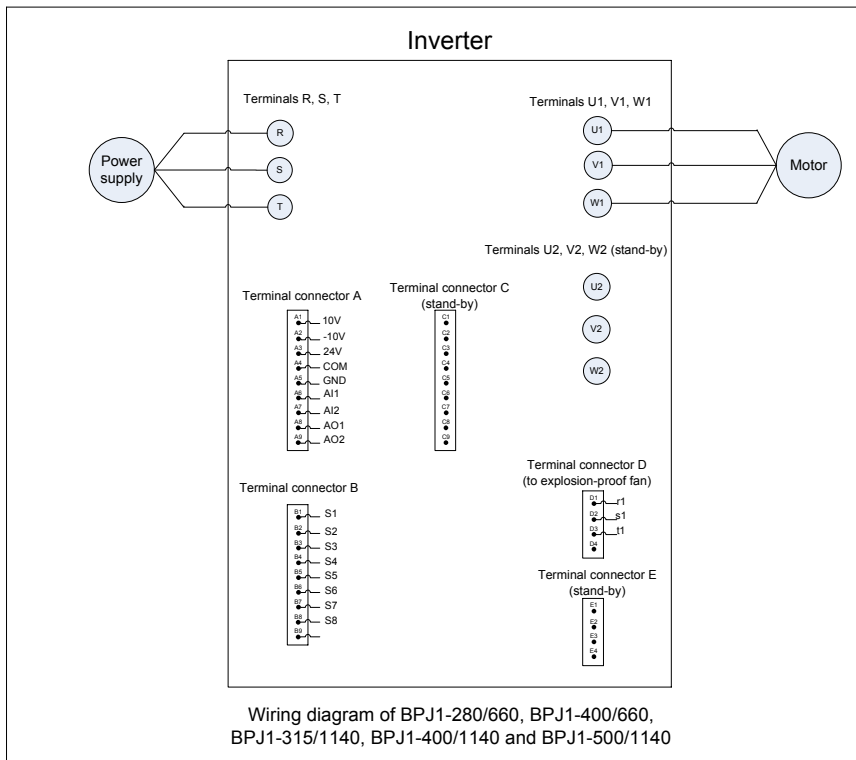 Inverter
Terminals R, S, T
Terminals U1, V1, W1
R
S
T
Power
supply
U1
V1
W1
Motor
Terminals U2, V2, W2 (stand-by)
U2
V2
W2
Terminal connector A
A1 10V
A2 -10V
A3 24V
A4 COM
A5 GND
A6 AI1
A7 AI2
A8 AO1
A9 AO2
Terminal connector C
(stand-by)
C1
C2
C3
C4
C5
C6
C7
C8
C9
Terminal connector B
B1 S1
B2 S2
B3 S3
B4 S4
B5 S5
B6 S6
B7 S7
B8 S8
B9
Terminal connector D
(to explosion-proof fan)
D1 r1
D2 s1
D3 t1
D4
Terminal connector E
(stand-by)
E1
E2
E3
E4
Wiring diagram of BPJ1-280/660, BPJ1-400/660,
BPJ1-315/1140, BPJ1-400/1140 and BPJ1-500/1140